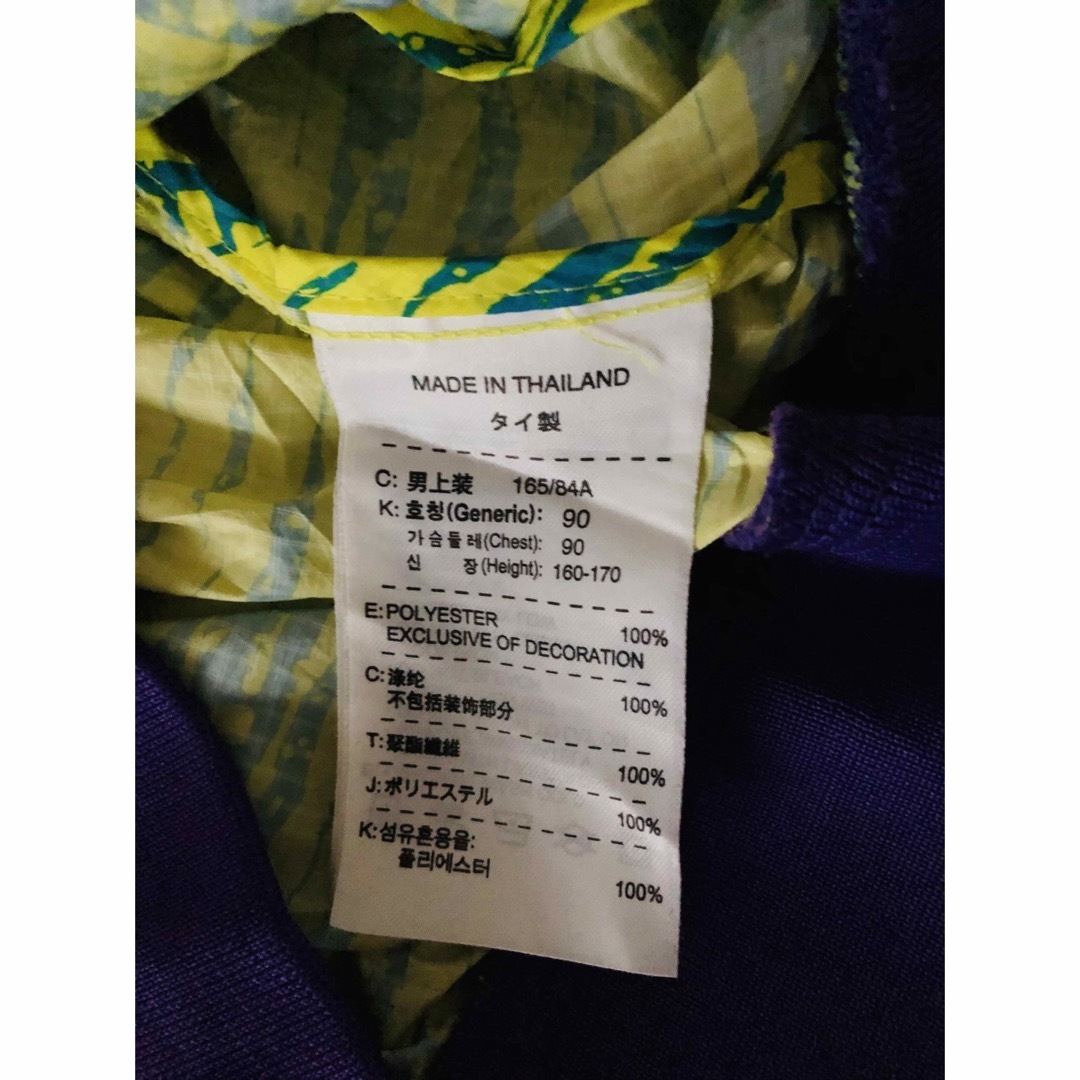 MADE IN THAILAND
タイ製
C: 男上装 165/84A
K: 호칭(Generic): 90
가슴둘레(Chest): 90
신 장(Height): 160-170
E: POLYESTER 100%
EXCLUSIVE OF DECORATION
C: 涤纶 100%
不包括装饰部分
T: 聚酯纖維 100%
J: ポリエステル 100%
K: 섬유혼용율:
폴리에스터 100%